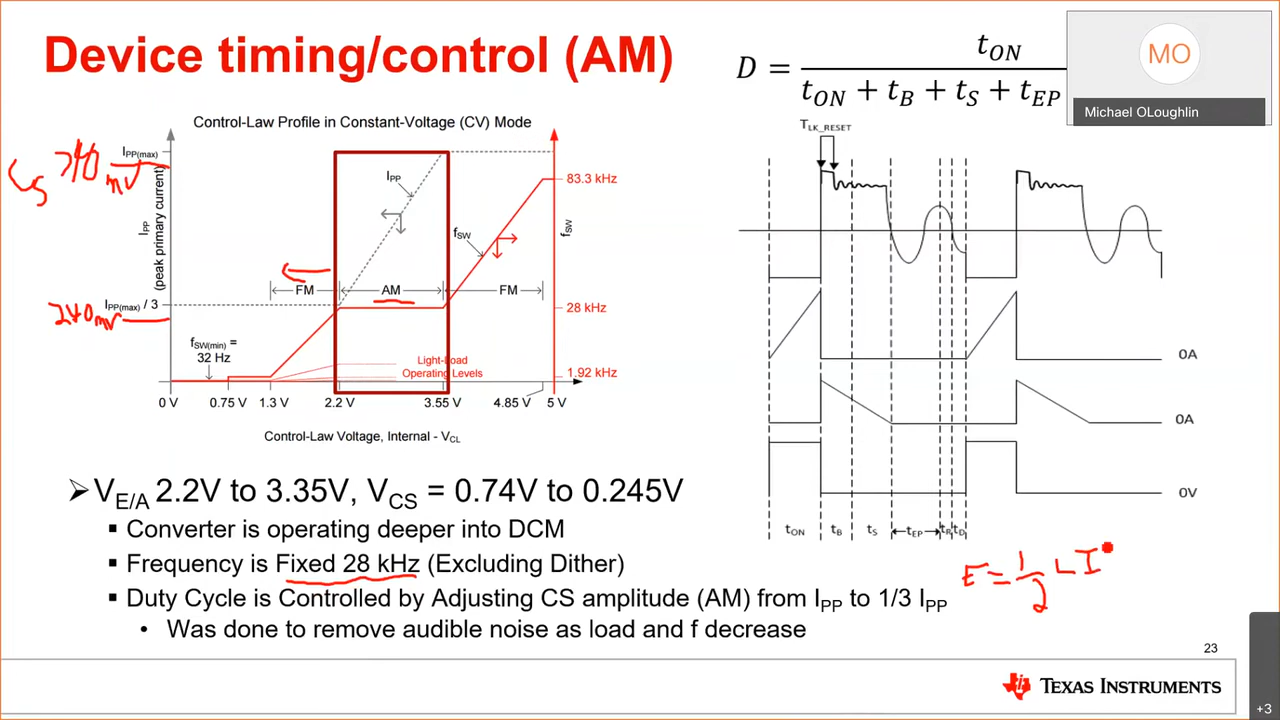 Device timing/control (AM)
D = tON / tON + tB + tS + tEP
MO
Michael OLoughlin
Control-Law Profile in Constant-Voltage (CV) Mode
IPP(max)
IPP
(peak primary current)
IPP(max) / 3
CS 740 mV
240mv
fSW(min) =
32 Hz
IPP
fSW
fSW
FM
AM
FM
83.3 kHz
28 kHz
1.92 kHz
Light-Load
Operating Levels
0 V
0.75 V
1.3 V
2.2 V
3.55 V
4.85 V
5 V
Control-Law Voltage, Internal - VCL
TLK_RESET
0A
0A
0V
tON
tB
tS
tEP
tR
tD
➢ VE/A 2.2V to 3.35V, VCS = 0.74V to 0.245V
▪ Converter is operating deeper into DCM
▪ Frequency is Fixed 28 kHz (Excluding Dither)
▪ Duty Cycle is Controlled by Adjusting CS amplitude (AM) from IPP to 1/3 IPP
• Was done to remove audible noise as load and f decrease
E = 1/2 L I
23
TEXAS INSTRUMENTS
+3